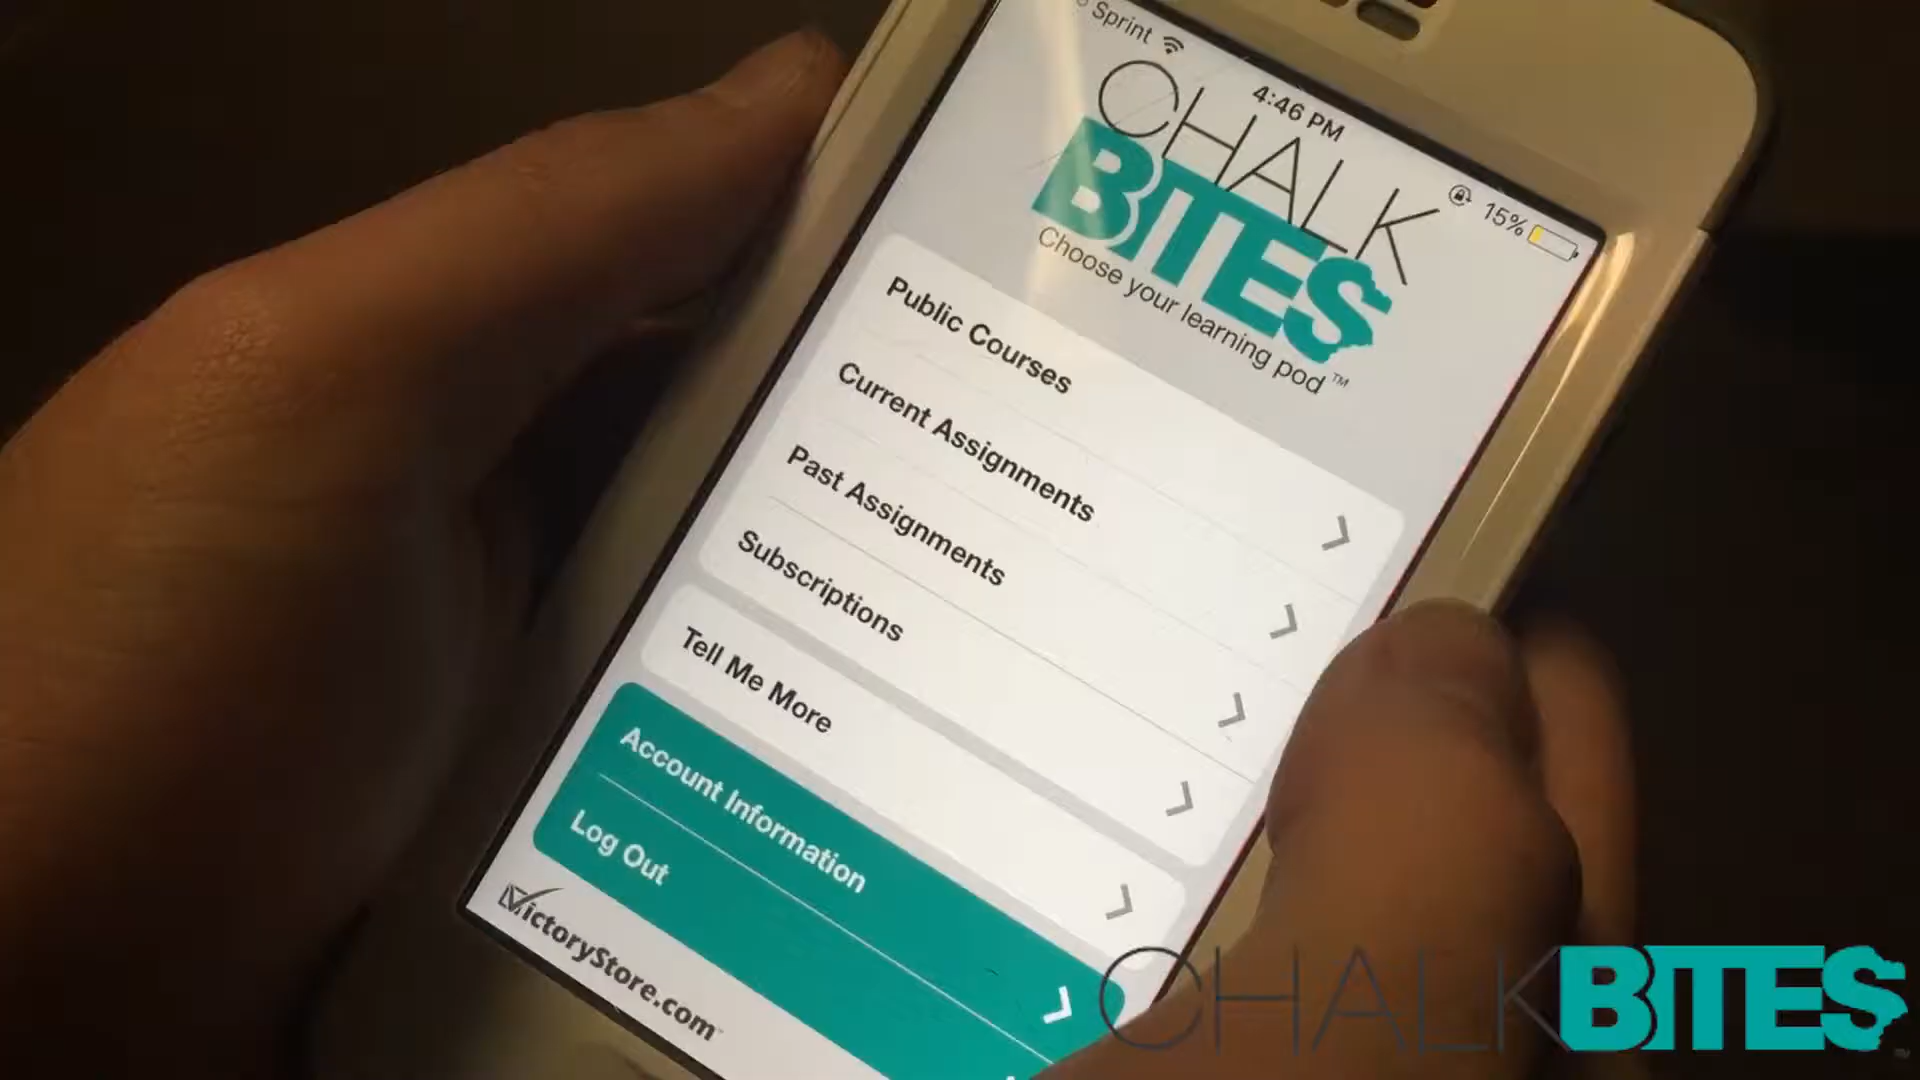 Sprint
4:46 PM
15%
CHALK
BITES
Choose your learning pod™
Public Courses
Current Assignments
Past Assignments
Subscriptions
Tell Me More
Account Information
Log Out
VictoryStore.com
CHALKBITES